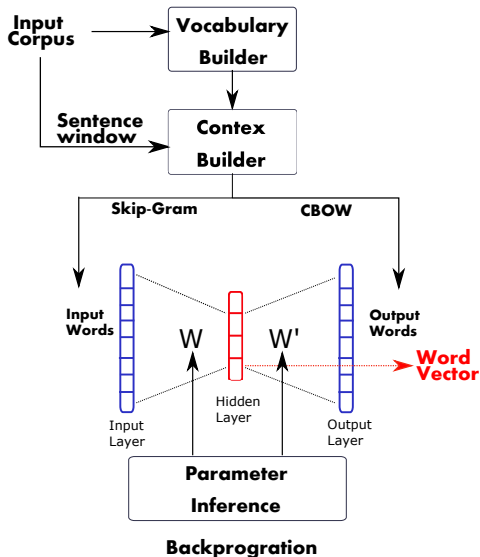 Input
Corpus
Vocabulary
Builder
Sentence
window
Contex
Builder
Skip-Gram
CBOW
Input
Words
W
W'
Output
Words
Word
Vector
Hidden
Layer
Input
Layer
Output
Layer
Parameter
Inference
Backprogration